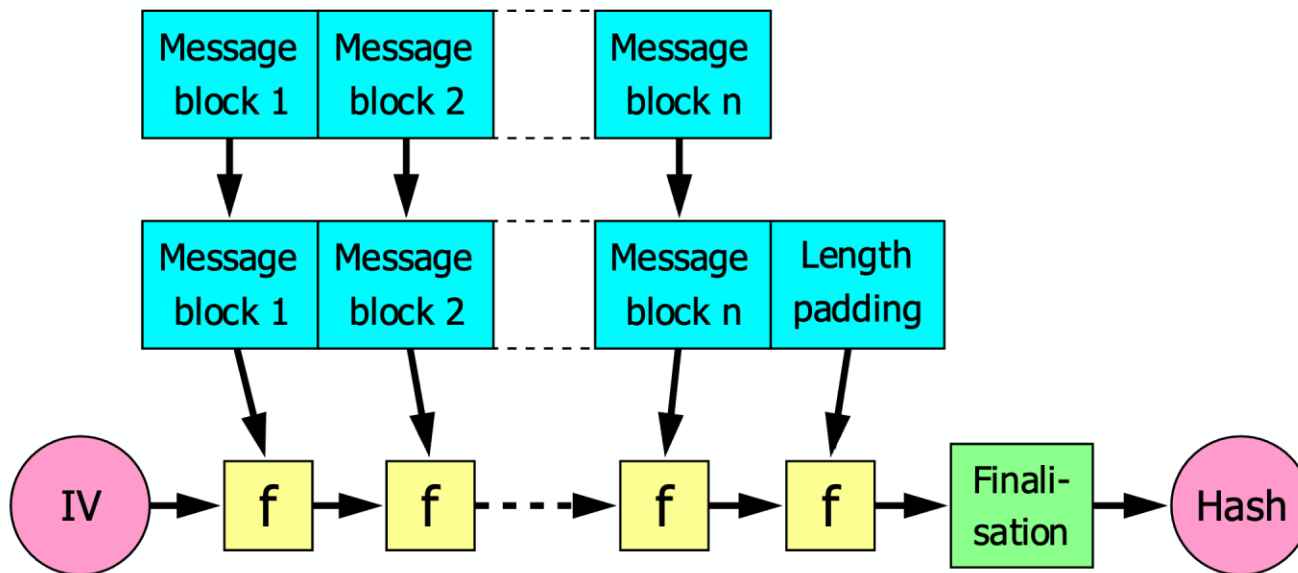 Message
block 1
Message
block 2
Message
block n
Message
block 1
Message
block 2
Message
block n
Length
padding
IV
f
f
f
f
Finali-
sation
Hash